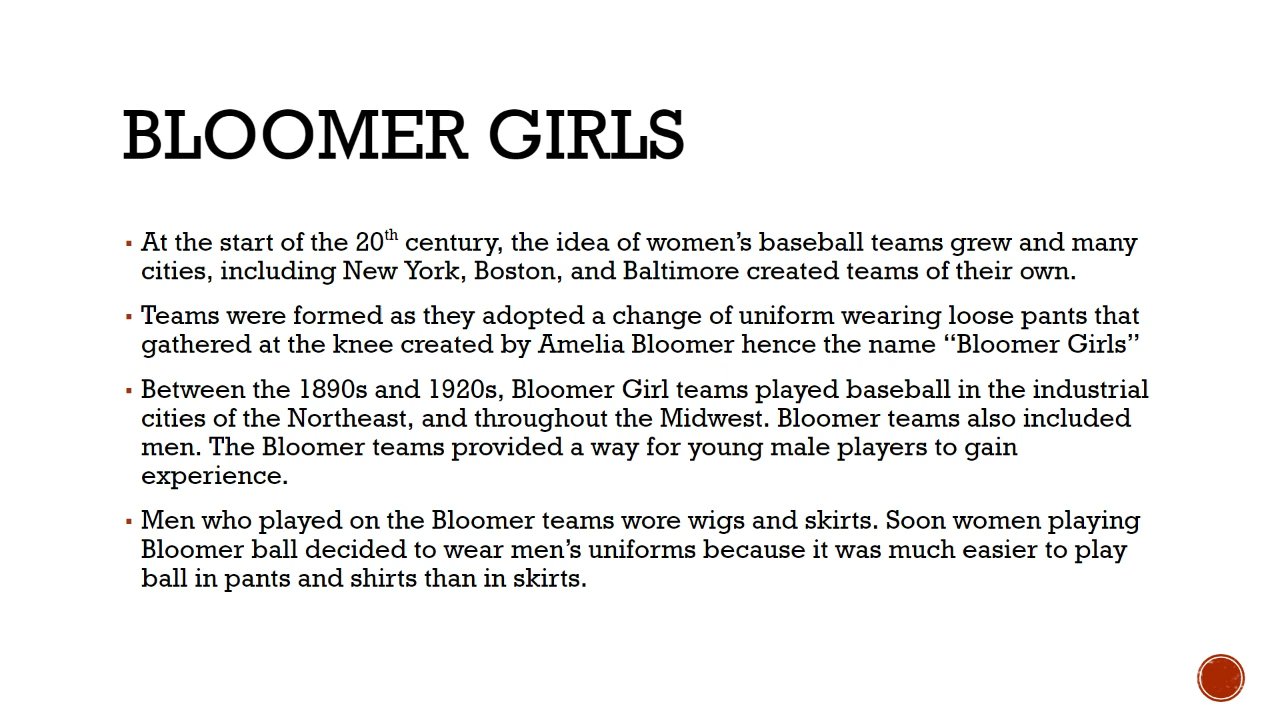 BLOOMER GIRLS
▪ At the start of the 20th century, the idea of women’s baseball teams grew and many
cities, including New York, Boston, and Baltimore created teams of their own.
▪ Teams were formed as they adopted a change of uniform wearing loose pants that
gathered at the knee created by Amelia Bloomer hence the name “Bloomer Girls”
▪ Between the 1890s and 1920s, Bloomer Girl teams played baseball in the industrial
cities of the Northeast, and throughout the Midwest. Bloomer teams also included
men. The Bloomer teams provided a way for young male players to gain
experience.
▪ Men who played on the Bloomer teams wore wigs and skirts. Soon women playing
Bloomer ball decided to wear men’s uniforms because it was much easier to play
ball in pants and shirts than in skirts.